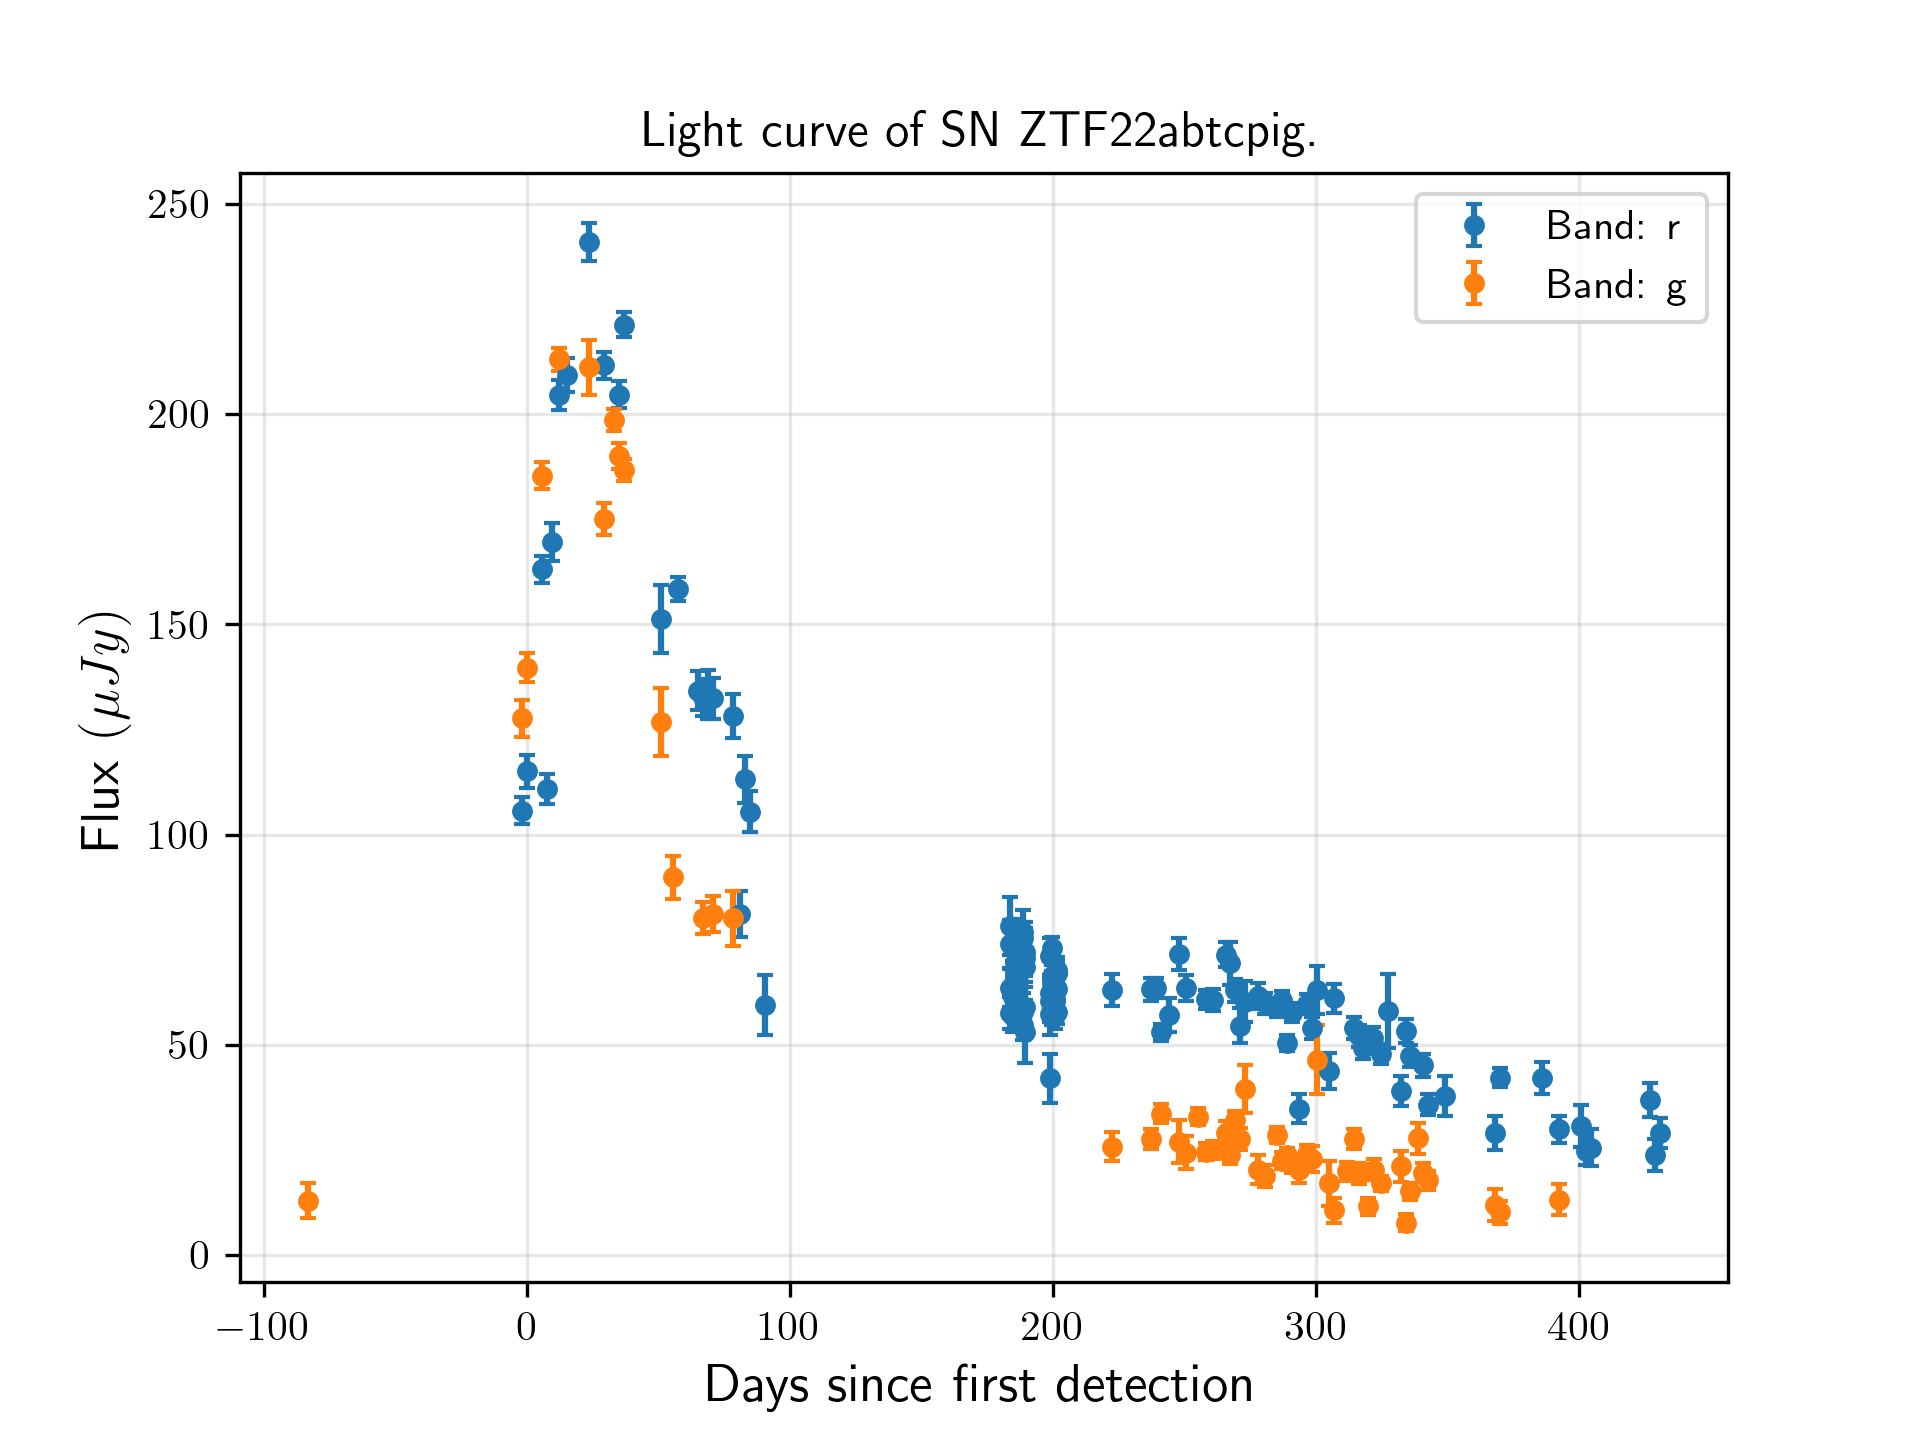 Light curve of SN ZTF22abtcpig.
Band: r
Band: g
250
200
150
100
50
0
Flux (μJy)
−100 0 100 200 300 400
Days since first detection